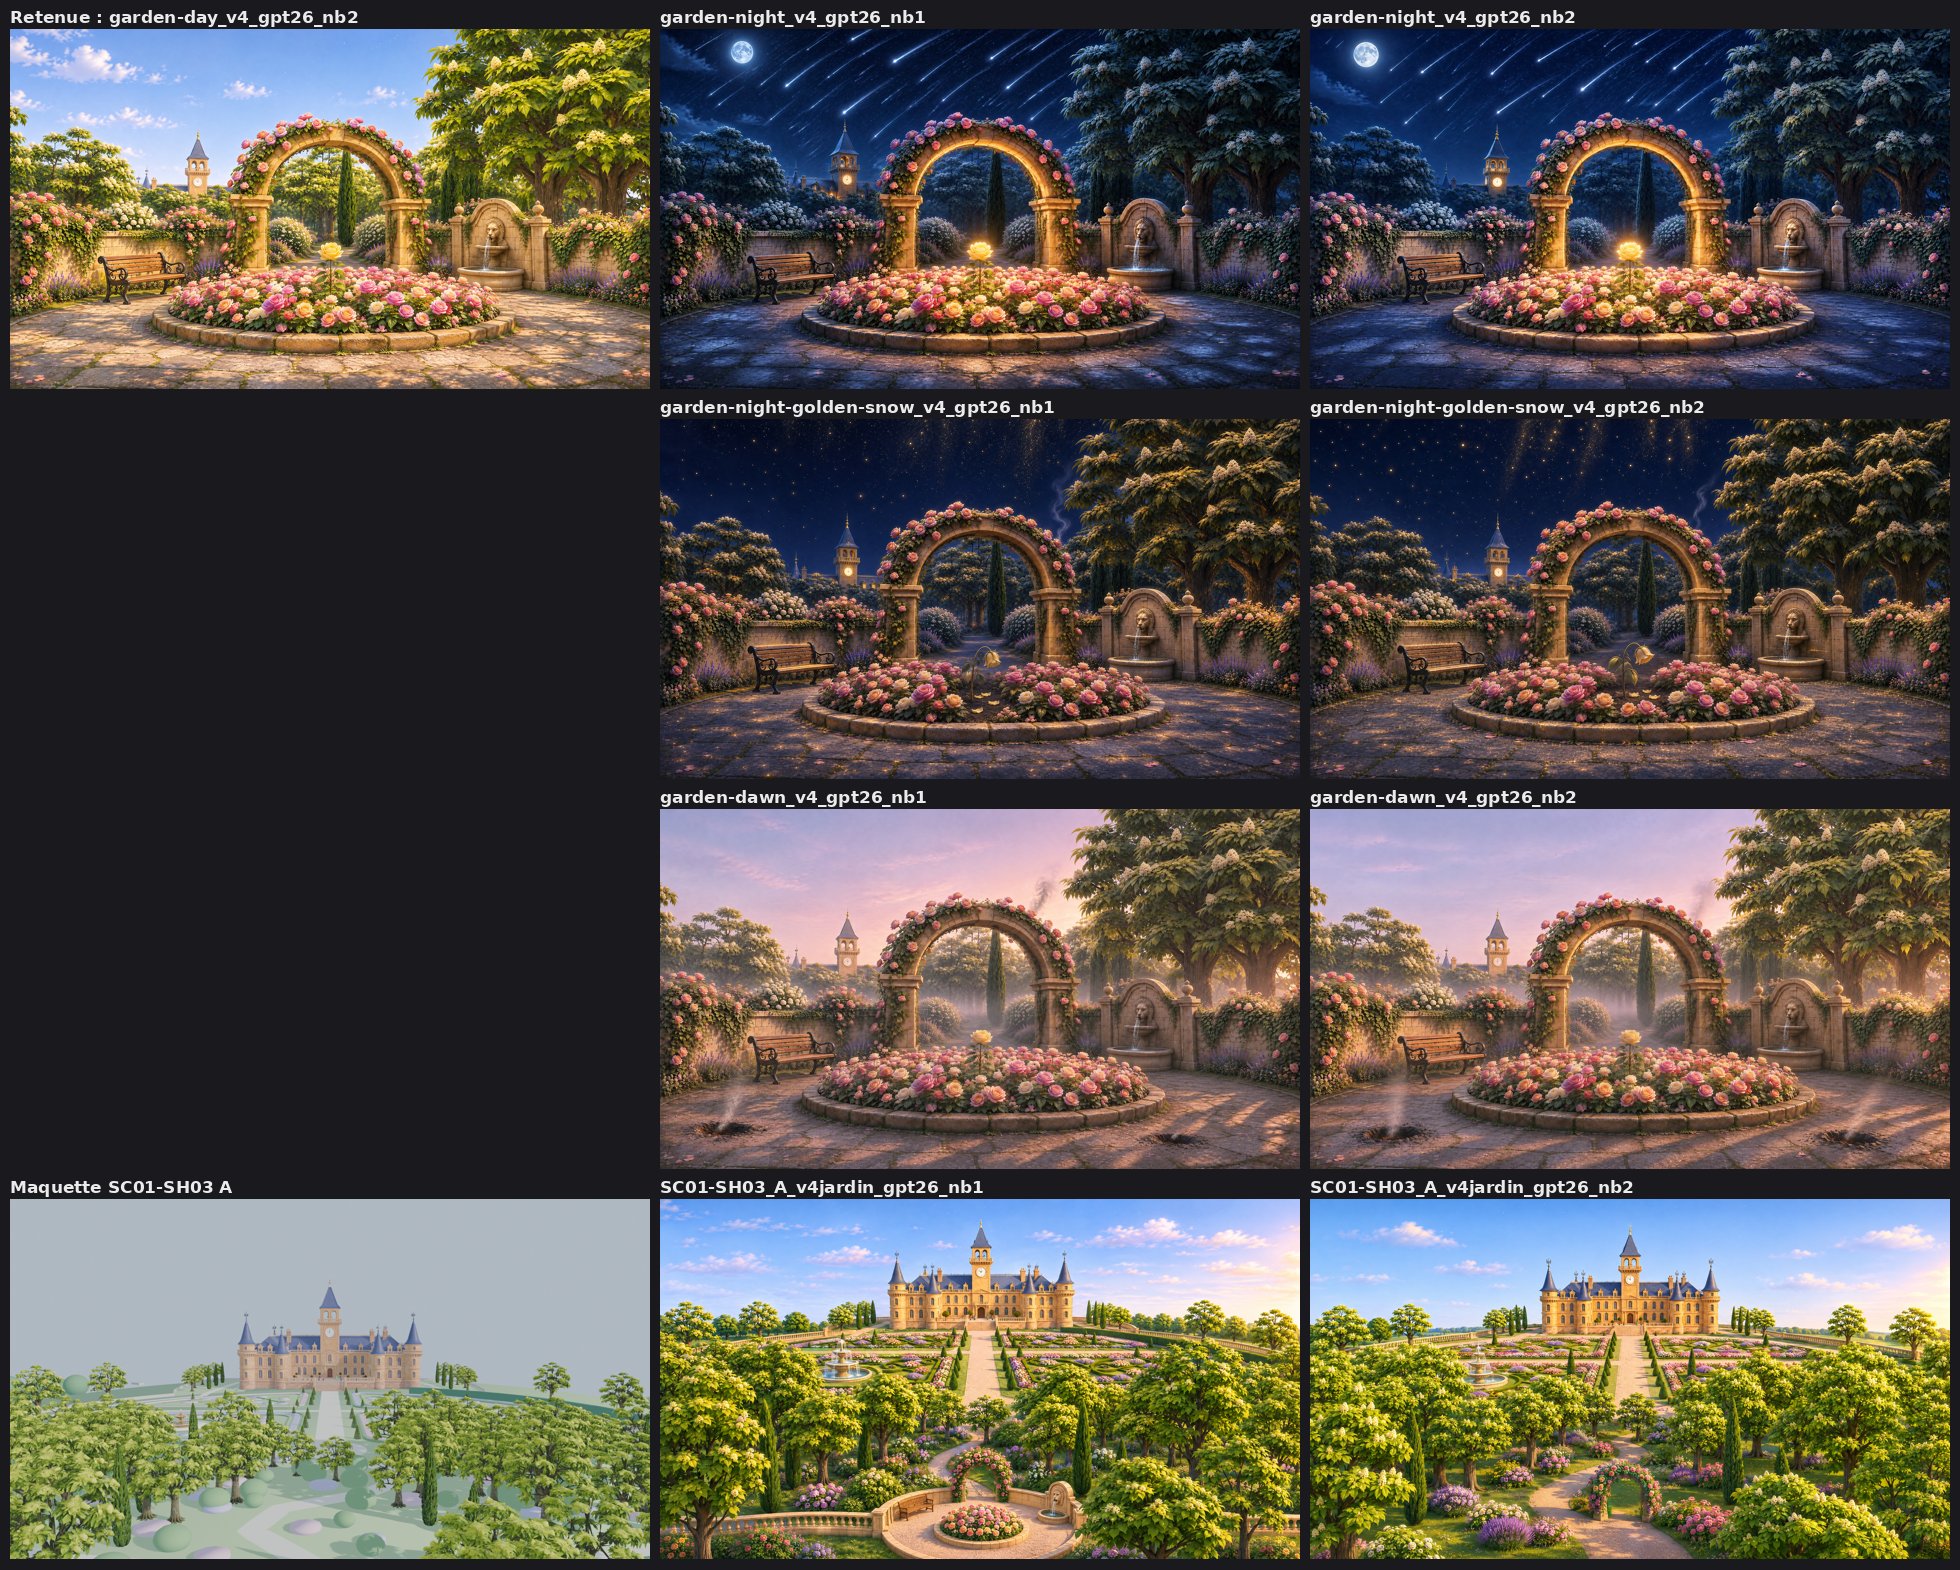 Retenue : garden-day_v4_gpt26_nb2
garden-night_v4_gpt26_nb1
garden-night_v4_gpt26_nb2
garden-night-golden-snow_v4_gpt26_nb1
garden-night-golden-snow_v4_gpt26_nb2
garden-dawn_v4_gpt26_nb1
garden-dawn_v4_gpt26_nb2
Maquette SC01-SH03 A
SC01-SH03_A_v4jardin_gpt26_nb1
SC01-SH03_A_v4jardin_gpt26_nb2